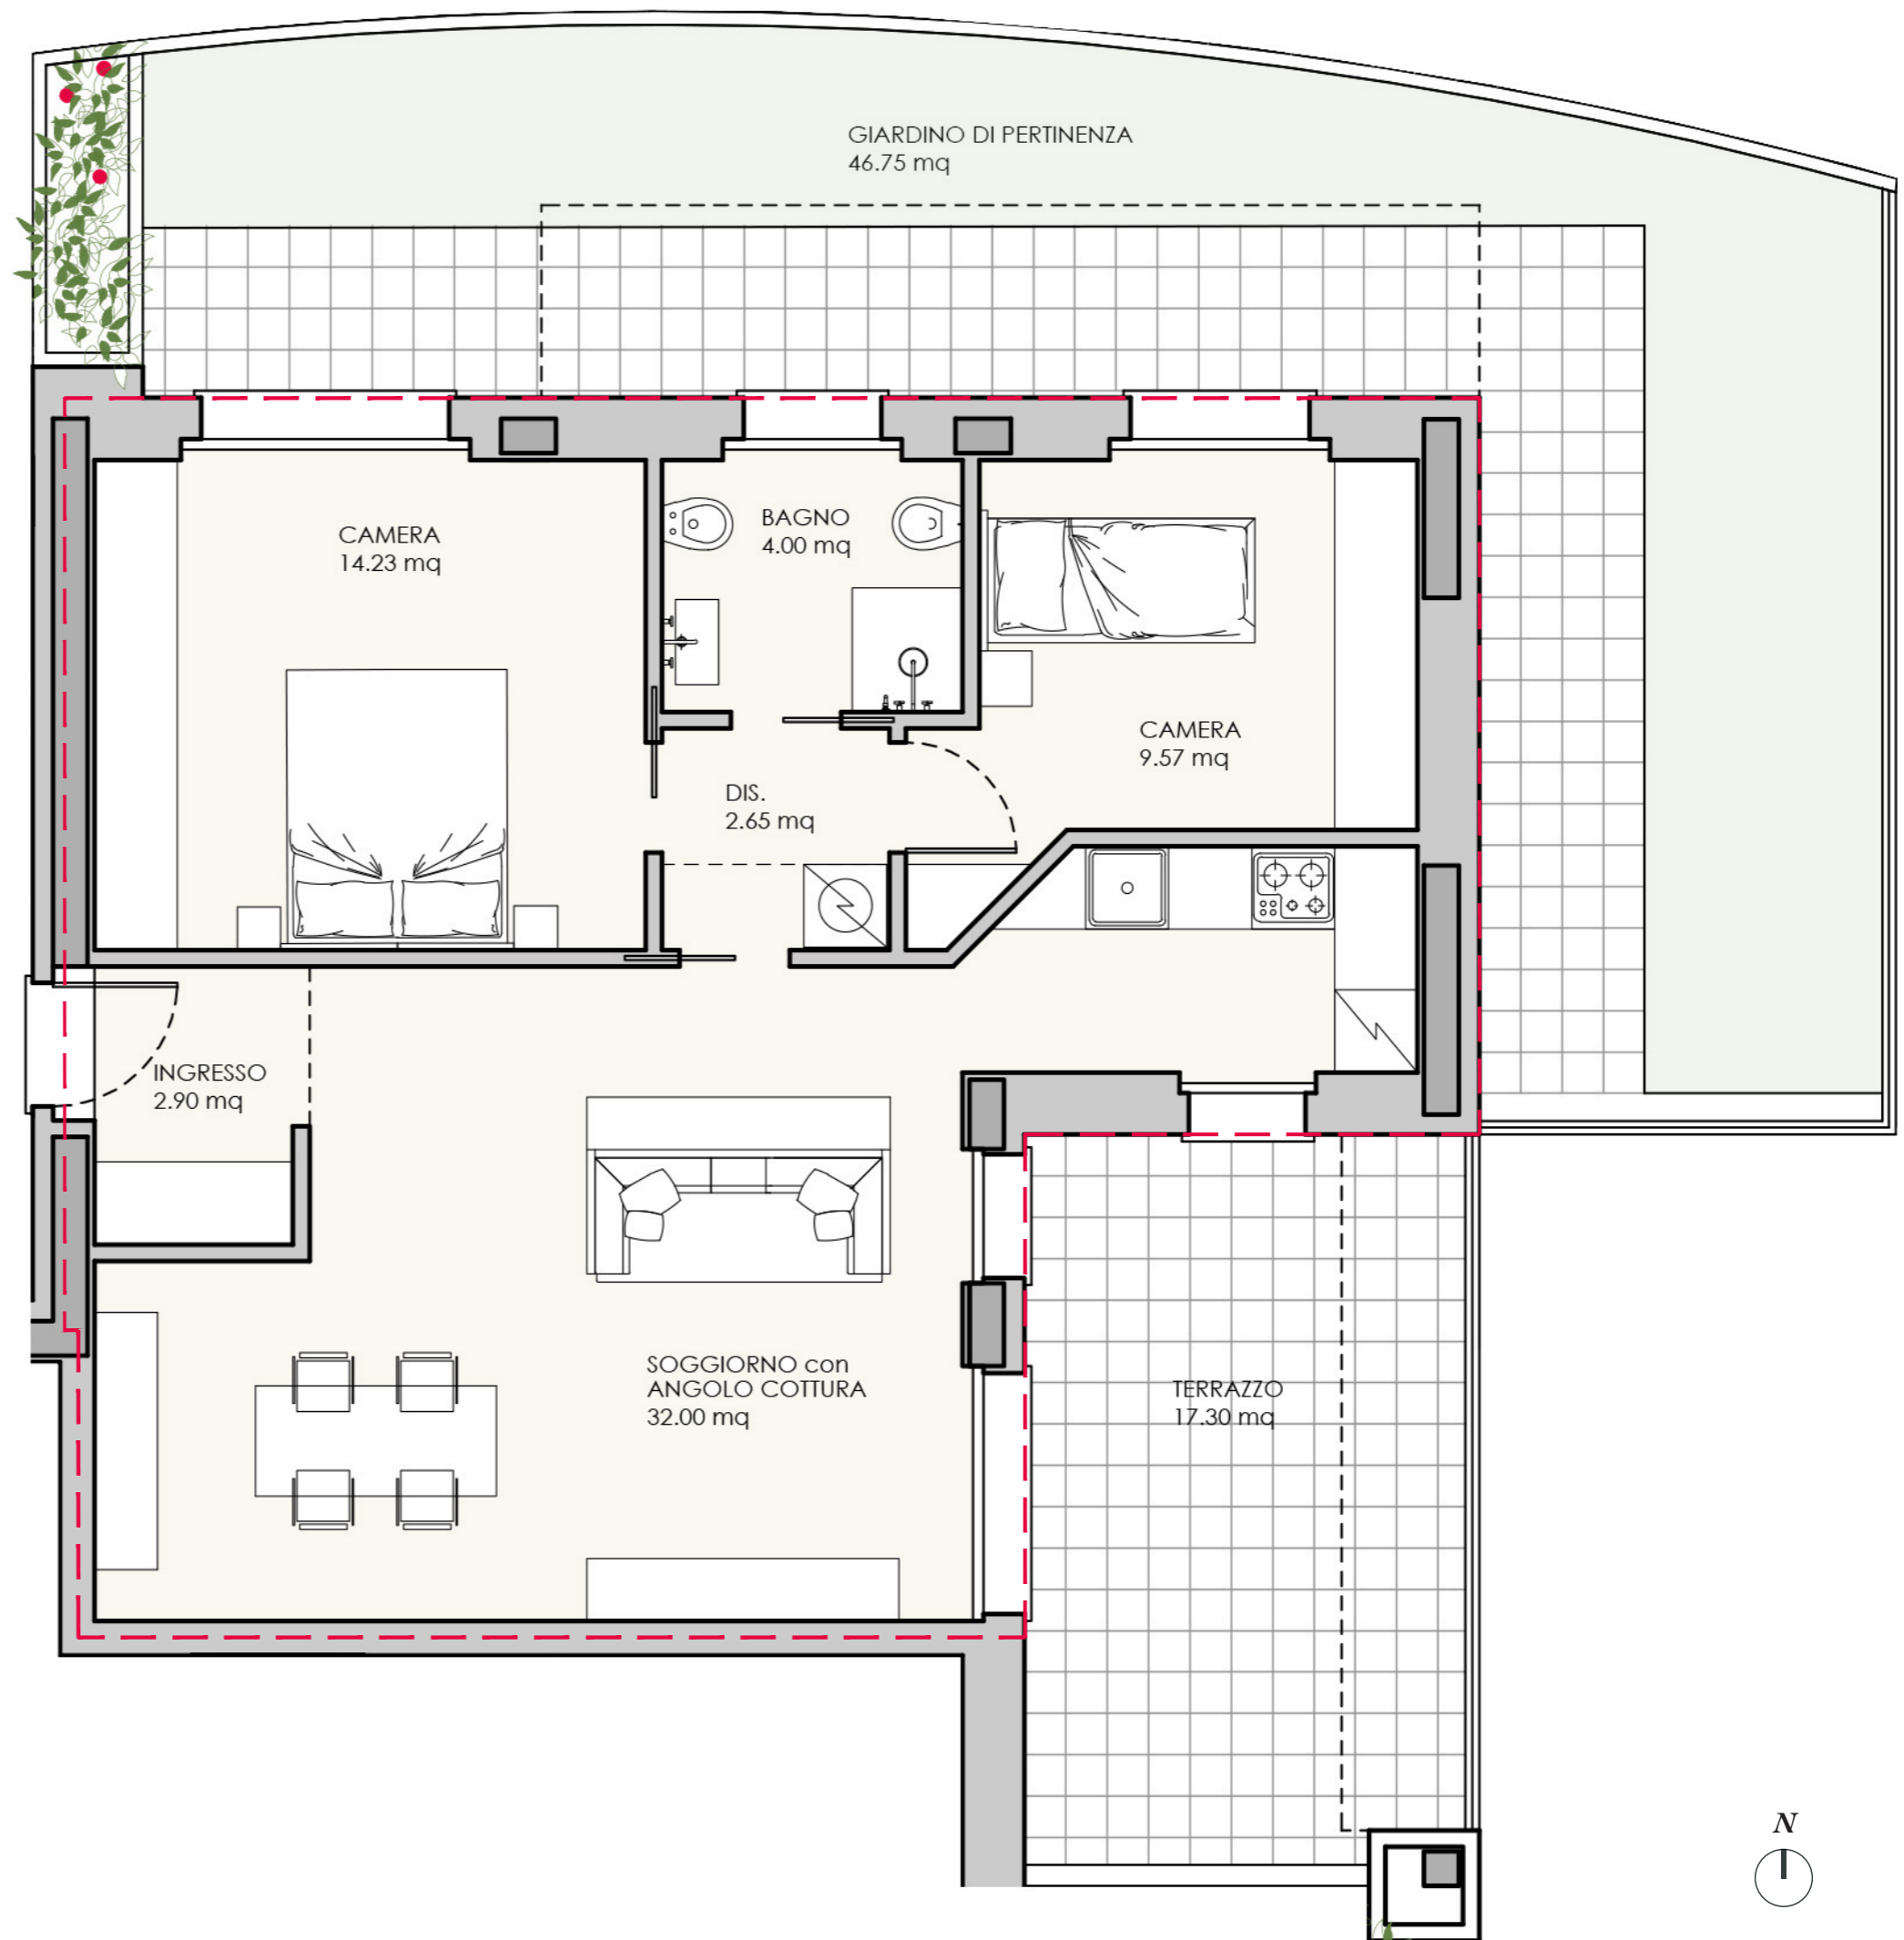 GIARDINO DI PERTINENZA
46.75 mq
CAMERA
14.23 mq
BAGNO
4.00 mq
CAMERA
9.57 mq
DIS.
2.65 mq
INGRESSO
2.90 mq
SOGGIORNO con
ANGOLO COTTURA
32.00 mq
TERRAZZO
17.30 mq
N